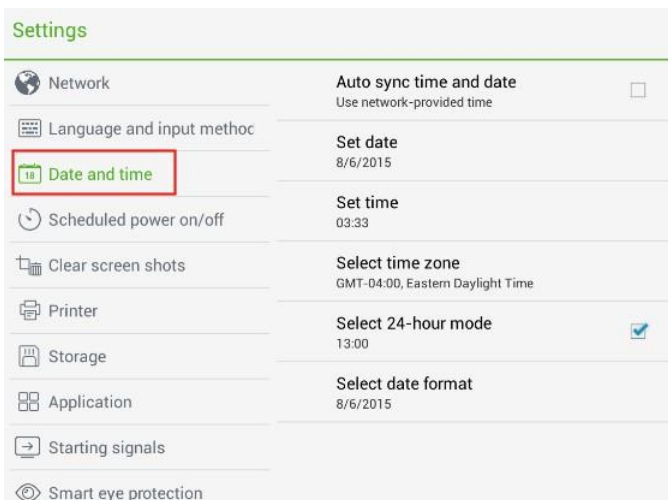 Settings
Network
Language and input methoc
18
Date and time
Scheduled power on/off
Clear screen shots
Printer
Storage
Application
Starting signals
Smart eye protection
Auto sync time and date
Use network-provided time
Set date
8/6/2015
Set time
03:33
Select time zone
GMT-04:00, Eastern Daylight Time
Select 24-hour mode
13:00
Select date format
8/6/2015